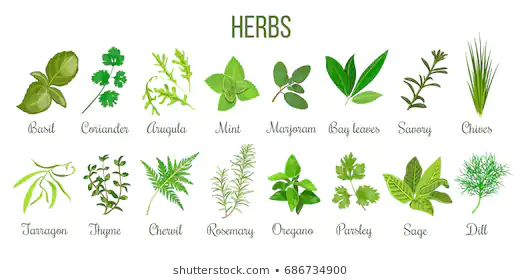 HERBS
Basil Coriander Arugula Mint Marjoram Bay leaves Savory Chives
Tarragon Thyme Chervil Rosemary Oregano Parsley Sage Dill
shutterstock · 686734900